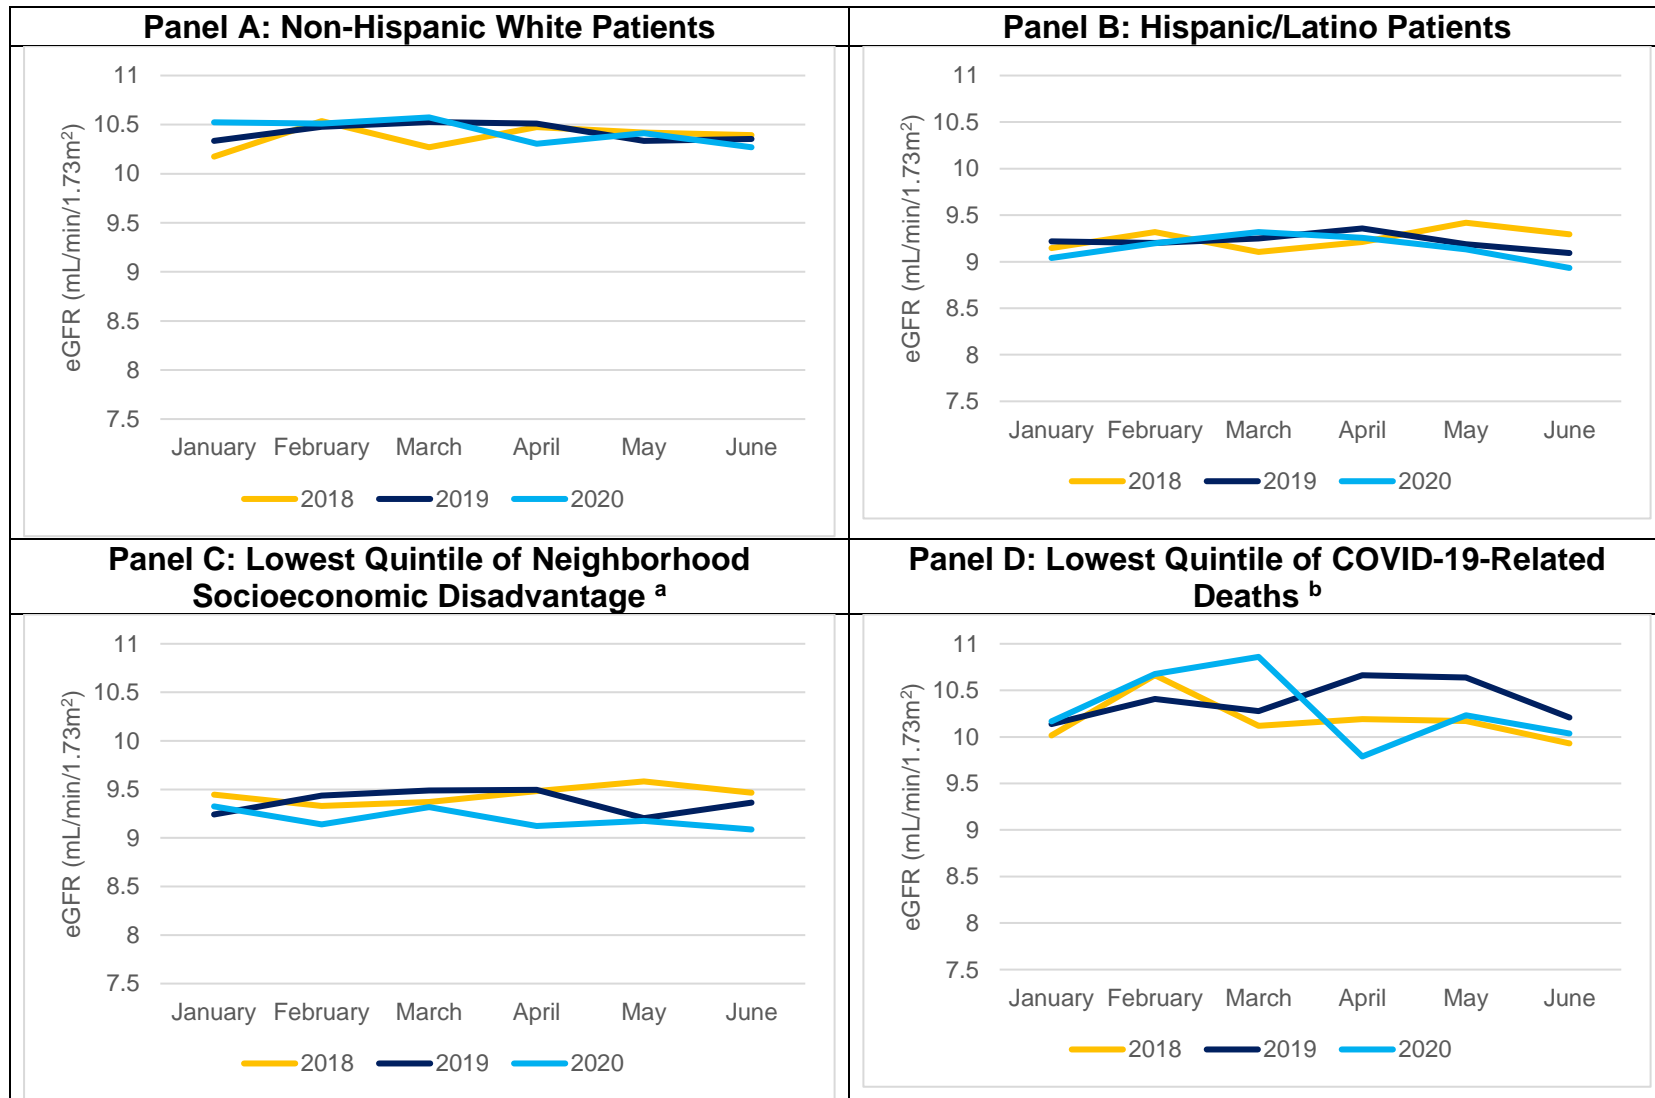 Panel A: Non-Hispanic White Patients
11
10.5
10
9.5
9
8.5
8
7.5
eGFR (mL/min/1.73m²)
January February March April May June
2018 2019 2020
Panel B: Hispanic/Latino Patients
11
10.5
10
9.5
9
8.5
8
7.5
eGFR (mL/min/1.73m²)
January February March April May June
2018 2019 2020
Panel C: Lowest Quintile of Neighborhood
Socioeconomic Disadvantage ᵃ
11
10.5
10
9.5
9
8.5
8
7.5
eGFR (mL/min/1.73m²)
January February March April May June
2018 2019 2020
Panel D: Lowest Quintile of COVID-19-Related
Deaths ᵇ
11
10.5
10
9.5
9
8.5
8
7.5
eGFR (mL/min/1.73m²)
January February March April May June
2018 2019 2020